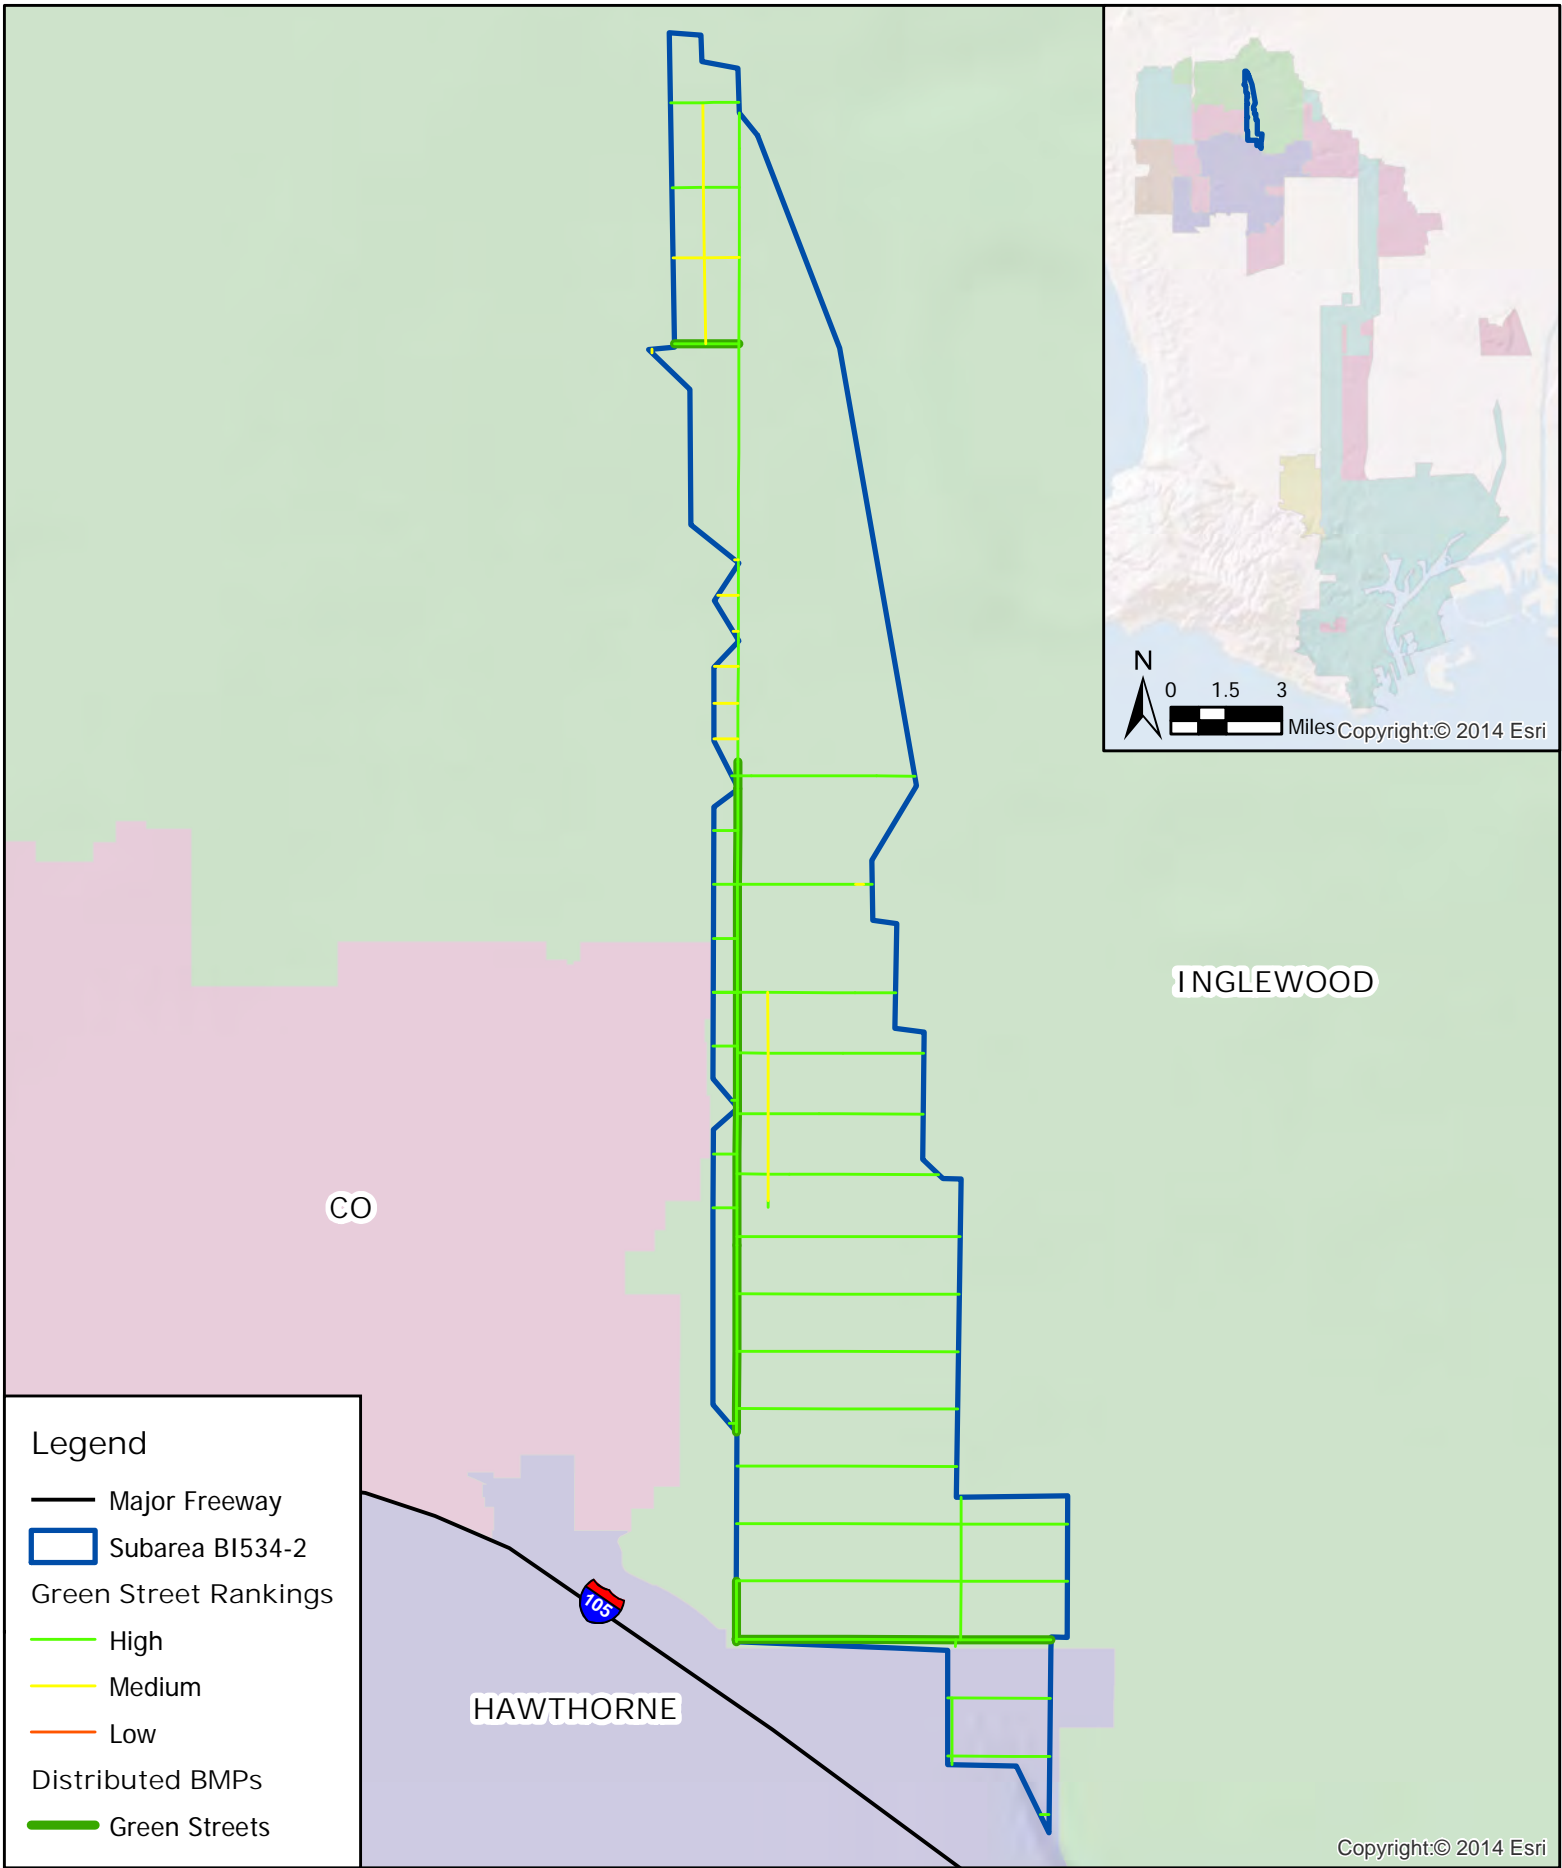 N
0 1.5 3
Miles
Copyright:© 2014 Esri
INGLEWOOD
CO
HAWTHORNE
105
Legend
Major Freeway
Subarea BI534-2
Green Street Rankings
High
Medium
Low
Distributed BMPs
Green Streets
Copyright:© 2014 Esri